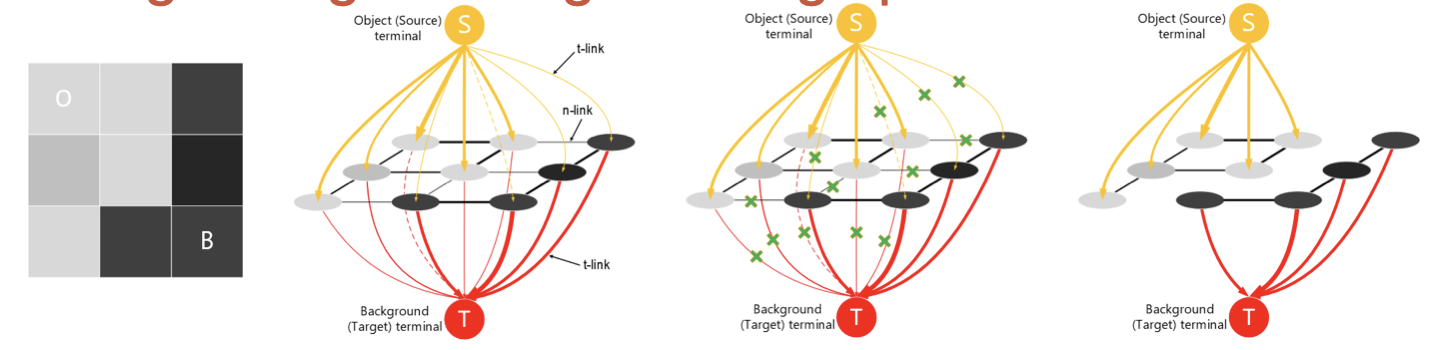 Object (Source)
terminal
S
t-link
n-link
O
B
t-link
Background
(Target) terminal
T
Object (Source)
terminal
S
Background
(Target) terminal
T
Object (Source)
terminal
S
Background
(Target) terminal
T